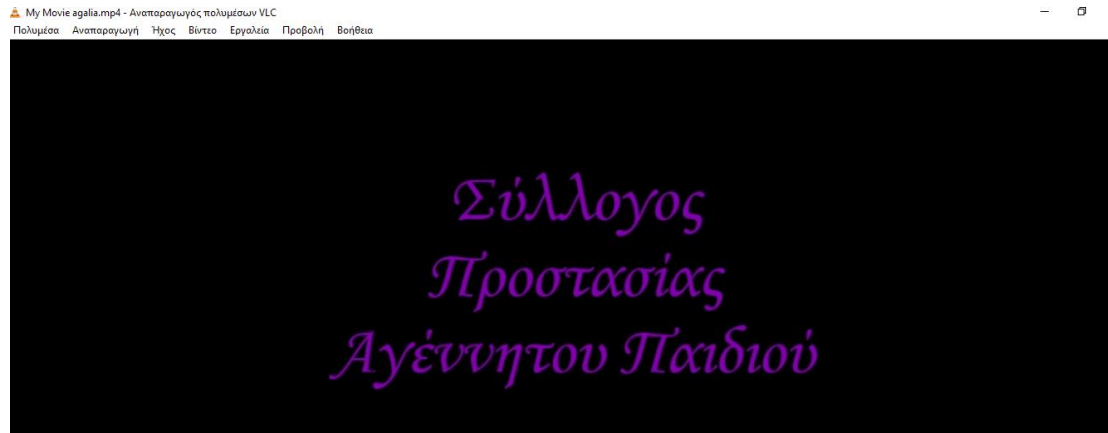 My Movie agalia.mp4 - Αναπαραγωγός πολυμέσων VLC
Πολυμέσα Αναπαραγωγή Ήχος Βίντεο Εργαλεία Προβολή Βοήθεια
Σύλλογος
Προστασίας
Αγέννητου Παιδιού